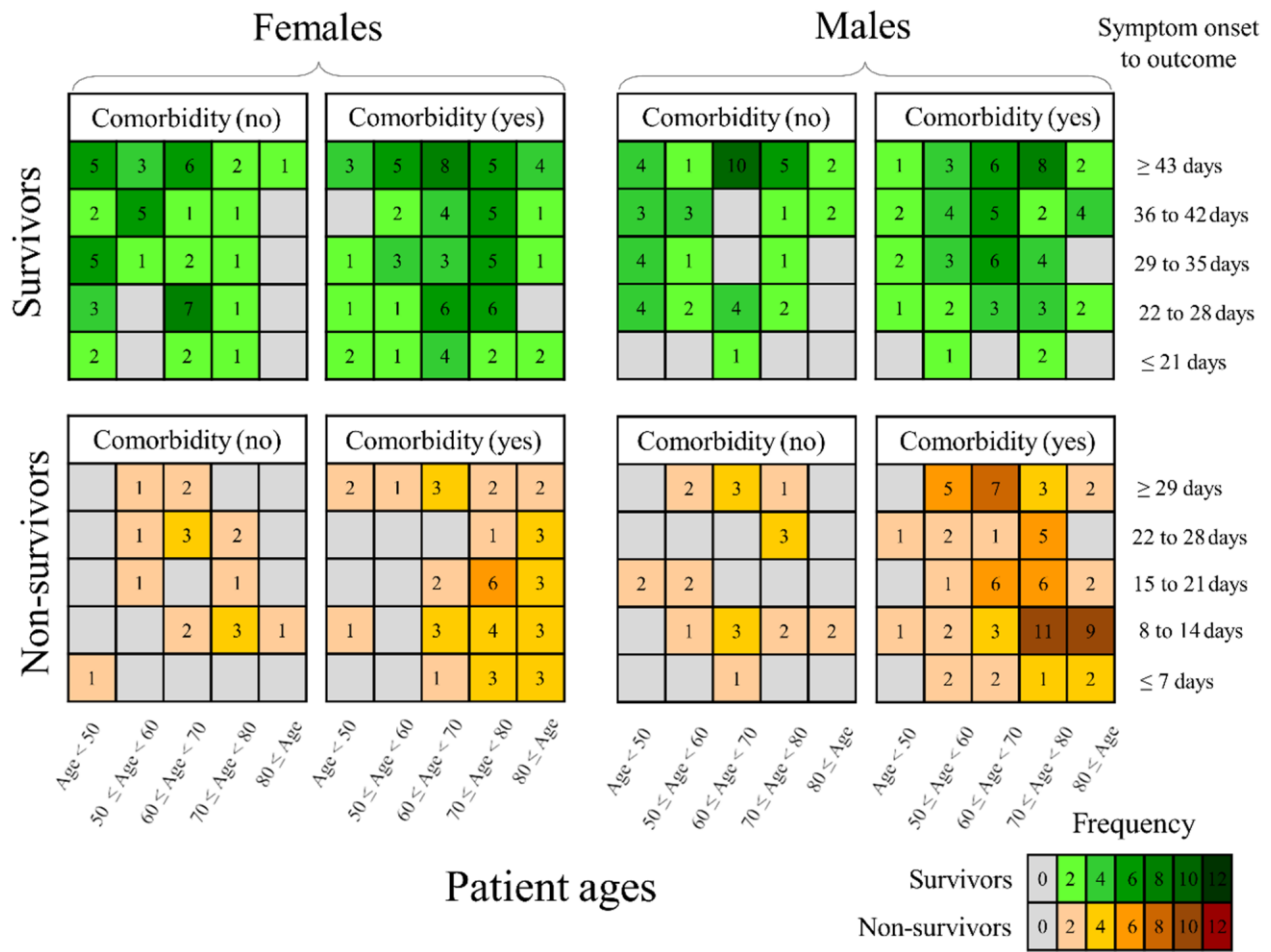 Females Males Symptom onset
to outcome
Comorbidity (no) Comorbidity (yes) Comorbidity (no) Comorbidity (yes)
Survivors
5 3 6 2 1 3 5 8 5 4 4 1 10 5 2 1 3 6 8 2 ≥ 43 days
2 5 1 1 2 4 5 1 3 3 1 2 2 4 5 2 4 36 to 42 days
5 1 2 1 1 3 3 5 1 4 1 1 2 3 6 4 29 to 35 days
3 7 1 1 1 6 6 4 2 4 2 1 2 3 3 2 22 to 28 days
2 2 1 2 1 4 2 2 1 1 2 ≤ 21 days
Comorbidity (no) Comorbidity (yes) Comorbidity (no) Comorbidity (yes)
Non-survivors
1 2 2 1 3 2 2 2 3 1 5 7 3 2 ≥ 29 days
1 3 2 1 3 3 1 2 1 5 22 to 28 days
1 1 2 6 3 2 2 1 6 6 2 15 to 21 days
2 3 1 1 3 4 3 1 3 2 2 1 2 3 11 9 8 to 14 days
1 1 3 3 1 2 2 1 2 ≤ 7 days
Age < 50 50 ≤ Age < 60 60 ≤ Age < 70 70 ≤ Age < 80 80 ≤ Age Age < 50 50 ≤ Age < 60 60 ≤ Age < 70 70 ≤ Age < 80 80 ≤ Age Age < 50 50 ≤ Age < 60 60 ≤ Age < 70 70 ≤ Age < 80 80 ≤ Age Age < 50 50 ≤ Age < 60 60 ≤ Age < 70 70 ≤ Age < 80 80 ≤ Age
Patient ages
Frequency
Survivors 0 2 4 6 8 10 12
Non-survivors 0 2 4 6 8 10 12